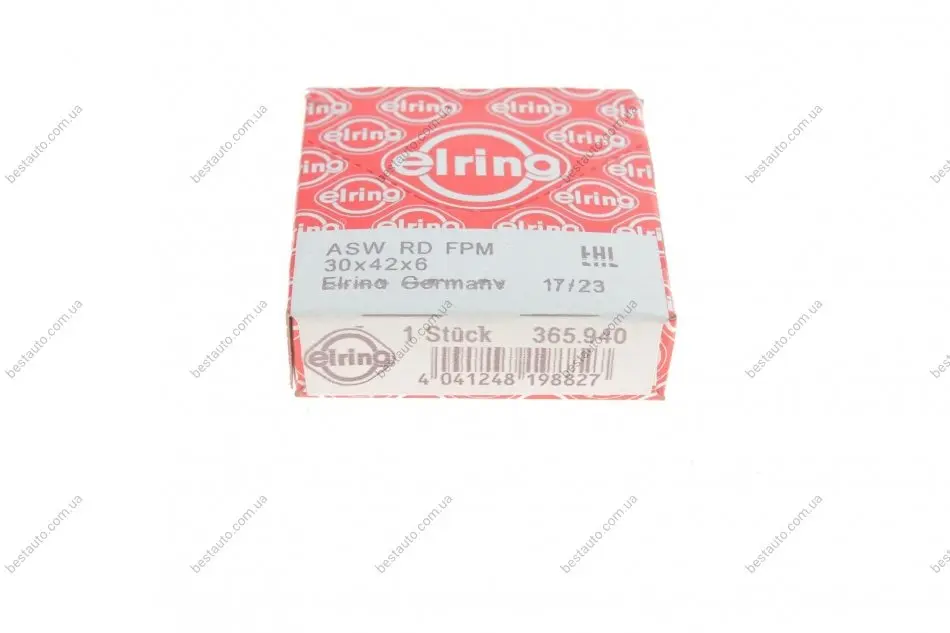 elring
ASW RD FPM
30x42x6
EAC
Elring Germany 17/23
elring 1 Stück 365.940
4 041248 198827
bestauto.com.ua